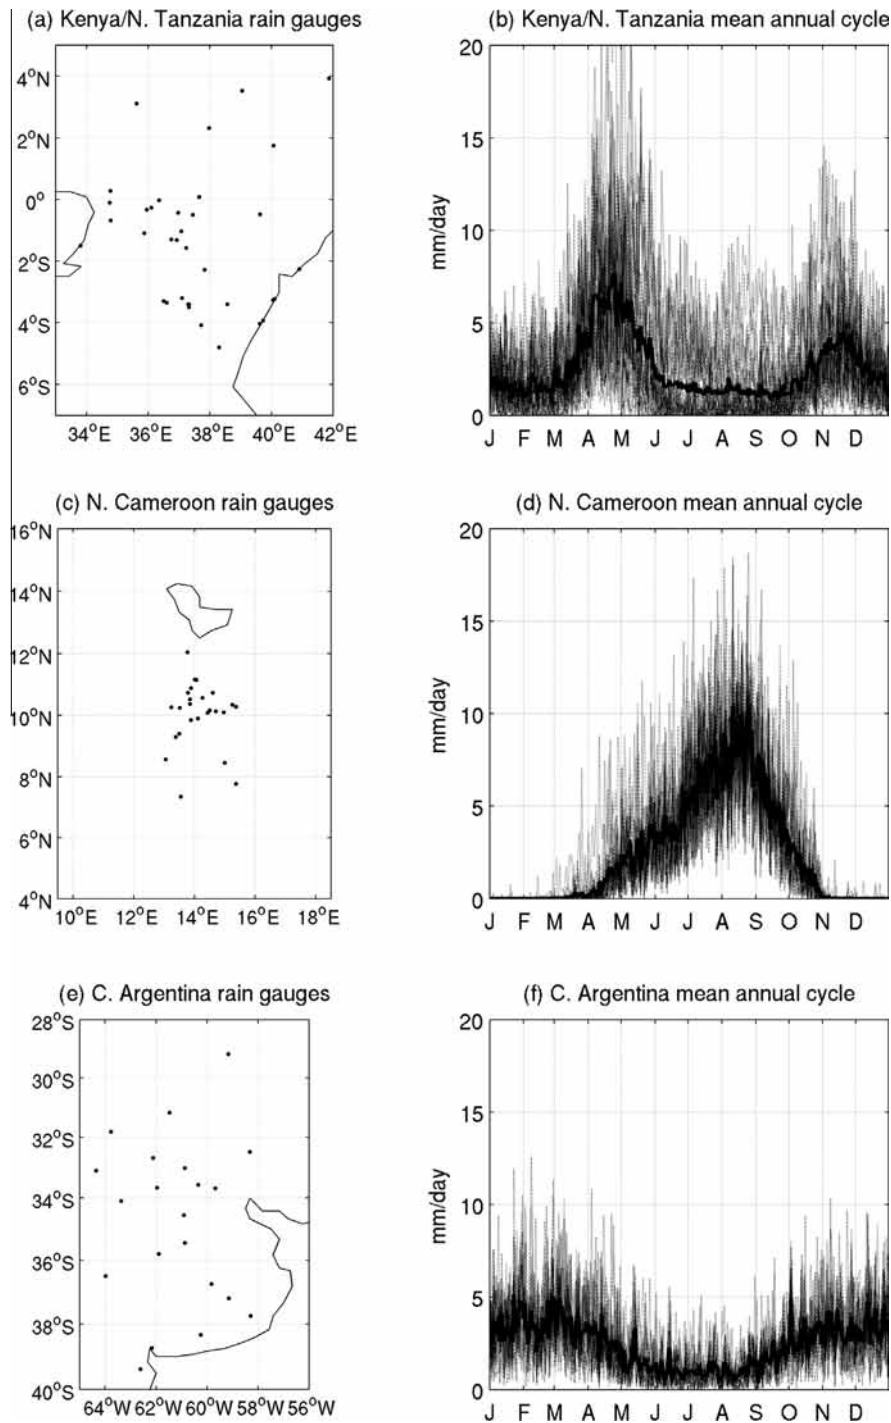 (a) Kenya/N. Tanzania rain gauges
4°N
2°N
0°
2°S
4°S
6°S
34°E 36°E 38°E 40°E 42°E
(b) Kenya/N. Tanzania mean annual cycle
20
15
10
5
0
mm/day
J F M A M J J A S O N D
(c) N. Cameroon rain gauges
16°N
14°N
12°N
10°N
8°N
6°N
4°N
10°E 12°E 14°E 16°E 18°E
(d) N. Cameroon mean annual cycle
20
15
10
5
0
mm/day
J F M A M J J A S O N D
(e) C. Argentina rain gauges
28°S
30°S
32°S
34°S
36°S
38°S
40°S
64°W 62°W 60°W 58°W 56°W
(f) C. Argentina mean annual cycle
20
15
10
5
0
mm/day
J F M A M J J A S O N D